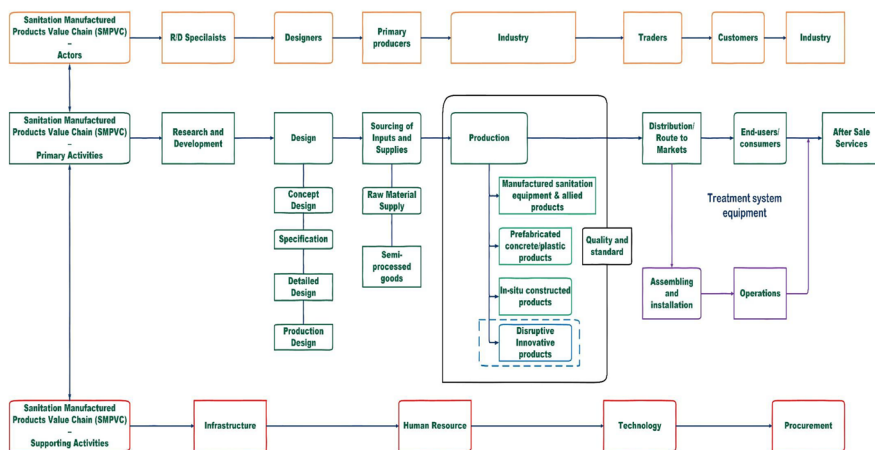 Sanitation Manufactured
Products Value Chain (SMPVC)
–
Actors
R/D Specilaists
Designers
Primary
producers
Industry
Traders
Customers
Industry
Sanitation Manufactured
Products Value Chain (SMPVC)
–
Primary Activities
Research and
Development
Design
Sourcing of
Inputs and
Supplies
Production
Distribution/
Route to
Markets
End-users/
consumers
After Sale
Services
Concept
Design
Specification
Detailed
Design
Production
Design
Raw Material
Supply
Semi-
processed
goods
Manufactured sanitation
equipment & allied
products
Prefabricated
concrete/plastic
products
In-situ constructed
products
Disruptive
Innovative
products
Quality and
standard
Treatment system
equipment
Assembling
and
installation
Operations
Sanitation Manufactured
Products Value Chain (SMPVC)
–
Supporting Activities
Infrastructure
Human Resource
Technology
Procurement